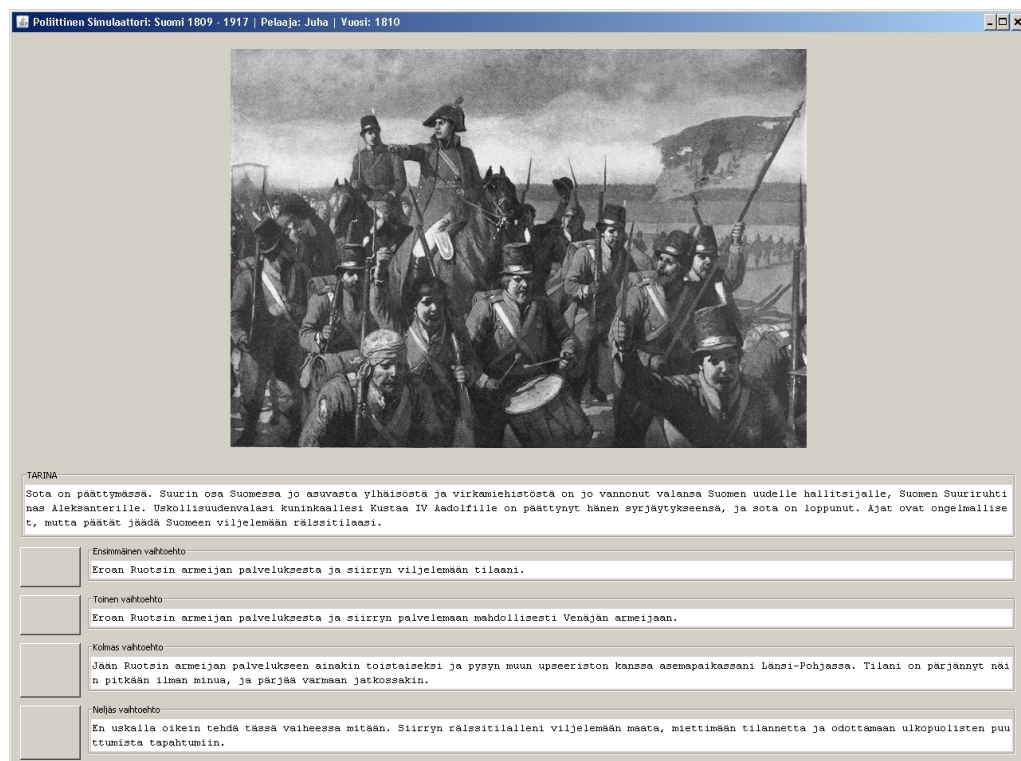 Poliittinen Simulaattori: Suomi 1809 - 1917 | Pelaaja: Juha | Vuosi: 1810
TARINA
Sota on päättymässä. Suurin osa Suomessa jo asuvasta ylhäisöstä ja virkamiehistöstä on jo vannonut valansa Suomen uudelle hallitsijalle, Suomen Suuriruhti
nas Aleksanterille. Uskollisuudenvalasi kuninkaallesi Kustaa IV Aadolfille on päättynyt hänen syrjäytykseensä, ja sota on loppunut. Ajat ovat ongelmallise
t, mutta päätät jäädä Suomeen viljelemään rälssitilaasi.
Ensimmäinen vaihtoehto
Eroan Ruotsin armeijan palveluksesta ja siirryn viljelemään tilaani.
Toinen vaihtoehto
Eroan Ruotsin armeijan palveluksesta ja siirryn palvelemaan mahdollisesti Venäjän armeijaan.
Kolmas vaihtoehto
Jään Ruotsin armeijan palvelukseen ainakin toistaiseksi ja pysyn muun upseeriston kanssa asemapaikassani Länsi-Pohjassa. Tilani on pärjännyt näi
n pitkään ilman minua, ja pärjää varmaan jatkossakin.
Neljäs vaihtoehto
En uskalla oikein tehdä tässä vaiheessa mitään. Siirryn rälssitilalleni viljelemään maata, miettimään tilannetta ja odottamaan ulkopuolisten puu
ttumista tapahtumiin.